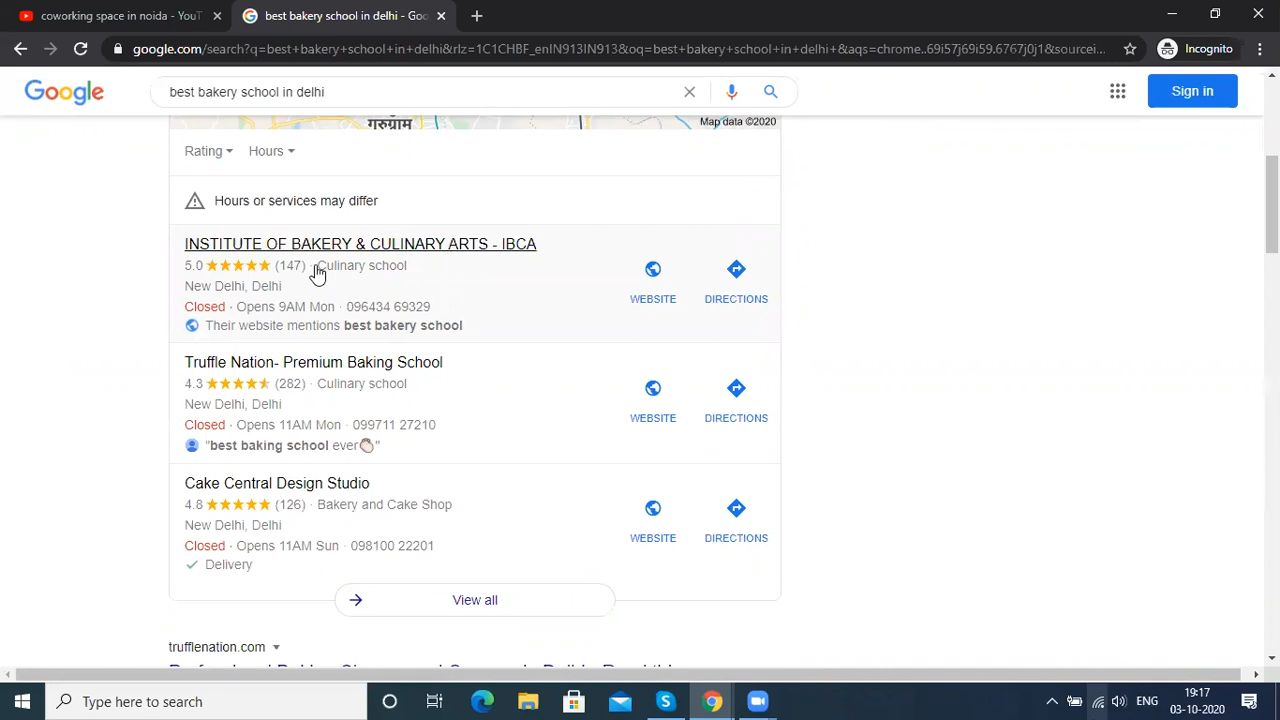 coworking space in noida - YouT
best bakery school in delhi - Goo
google.com/search?q=best+bakery+school+in+delhi&rlz=1C1CHBF_enIN913IN913&oq=best+bakery+school+in+delhi+&aqs=chrome..69i57j69i59.6767j0j1&sourcei...
Incognito
Google
best bakery school in delhi
Sign in
गुरुग्राम
Map data ©2020
Rating
Hours
Hours or services may differ
INSTITUTE OF BAKERY & CULINARY ARTS - IBCA
5.0 (147) · Culinary school
New Delhi, Delhi
Closed · Opens 9AM Mon · 096434 69329
Their website mentions best bakery school
WEBSITE
DIRECTIONS
Truffle Nation- Premium Baking School
4.3 (282) · Culinary school
New Delhi, Delhi
Closed · Opens 11AM Mon · 099711 27210
"best baking school ever👏🏻"
WEBSITE
DIRECTIONS
Cake Central Design Studio
4.8 (126) · Bakery and Cake Shop
New Delhi, Delhi
Closed · Opens 11AM Sun · 098100 22201
Delivery
WEBSITE
DIRECTIONS
View all
trufflenation.com
Type here to search
ENG
19:17
03-10-2020